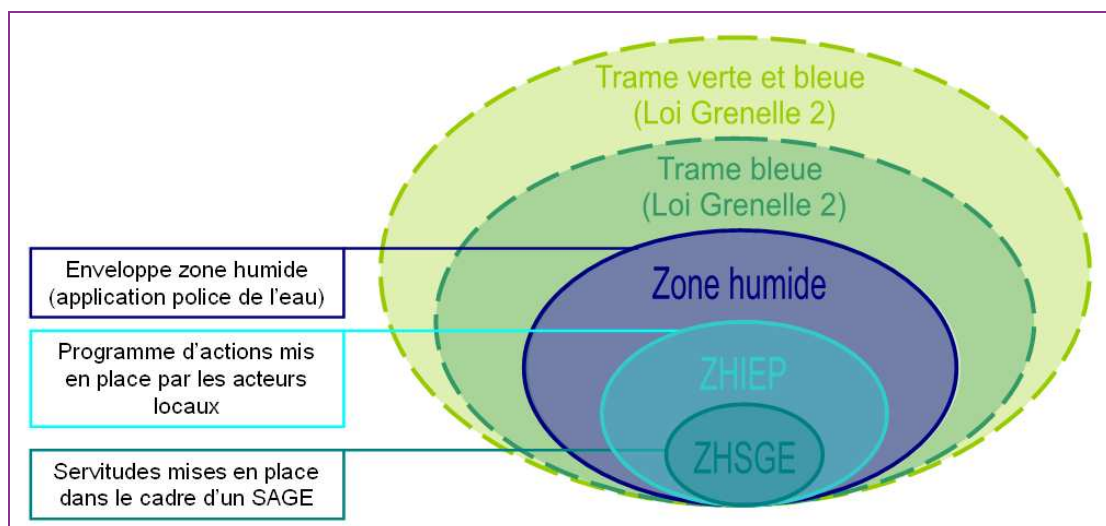 Trame verte et bleue
(Loi Grenelle 2)
Trame bleue
(Loi Grenelle 2)
Enveloppe zone humide
(application police de l'eau)
Zone humide
Programme d'actions mis
en place par les acteurs
locaux
ZHIEP
Servitudes mises en place
dans le cadre d'un SAGE
ZHSGE